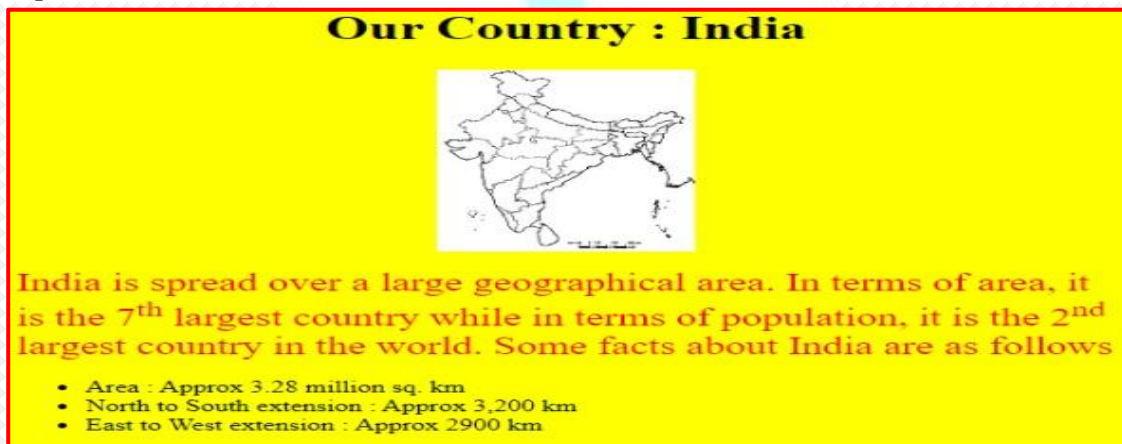 Our Country : India
India is spread over a large geographical area. In terms of area, it
is the 7th largest country while in terms of population, it is the 2nd
largest country in the world. Some facts about India are as follows
• Area : Approx 3.28 million sq. km
• North to South extension : Approx 3,200 km
• East to West extension : Approx 2900 km